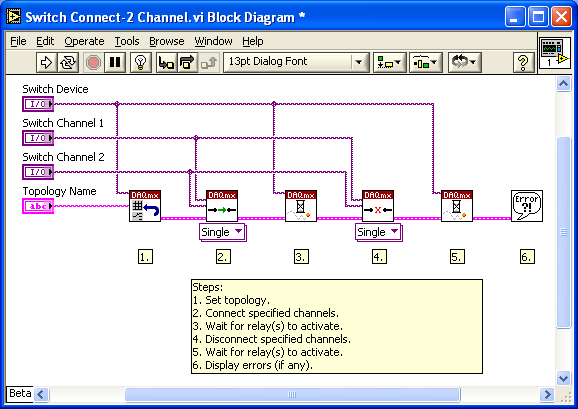 Switch Connect-2 Channel.vi Block Diagram *
File Edit Operate Tools Browse Window Help
13pt Dialog Font
?
1
Switch Device
I/O
Switch Channel 1
I/O
Switch Channel 2
I/O
Topology Name
abc
DAQmx DAQmx DAQmx DAQmx DAQmx Error ?!
Single Single
1. 2. 3. 4. 5. 6.
Steps:
1. Set topology.
2. Connect specified channels.
3. Wait for relay(s) to activate.
4. Disconnect specified channels.
5. Wait for relay(s) to activate.
6. Display errors (if any).
Beta